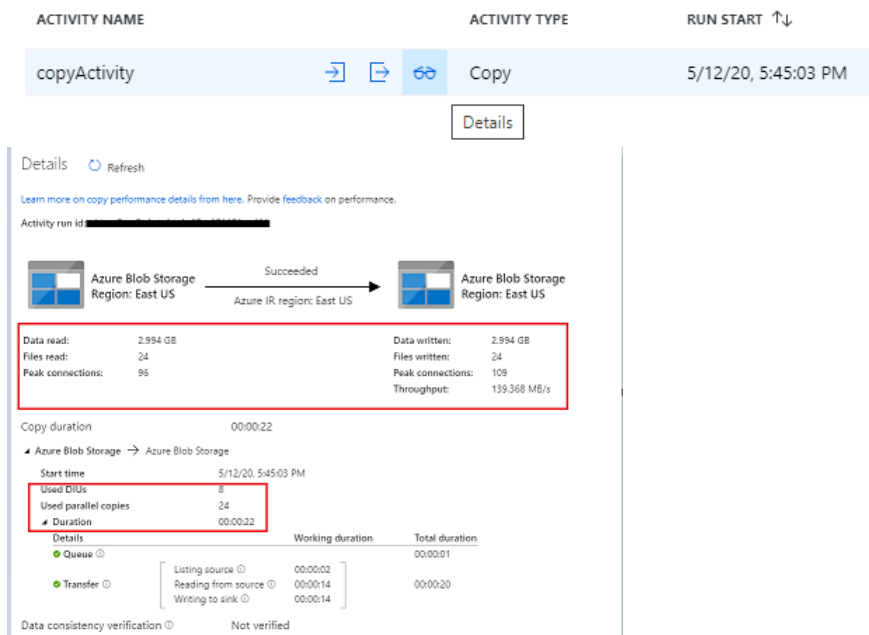 ACTIVITY NAME ACTIVITY TYPE RUN START
copyActivity Copy 5/12/20, 5:45:03 PM
Details
Details Refresh
Learn more on copy performance details from here. Provide feedback on performance.
Activity run id:
Succeeded
Azure Blob Storage Azure Blob Storage
Region: East US Azure IR region: East US Region: East US
Data read: 2.994 GB Data written: 2.994 GB
Files read: 24 Files written: 24
Peak connections: 96 Peak connections: 109
Throughput: 139.368 MB/s
Copy duration 00:00:22
Azure Blob Storage → Azure Blob Storage
Start time 5/12/20, 5:45:03 PM
Used DIUs 8
Used parallel copies 24
Duration 00:00:22
Details Working duration Total duration
Queue 00:00:01
Listing source 00:00:02
Transfer Reading from source 00:00:14 00:00:20
Writing to sink 00:00:14
Data consistency verification Not verified